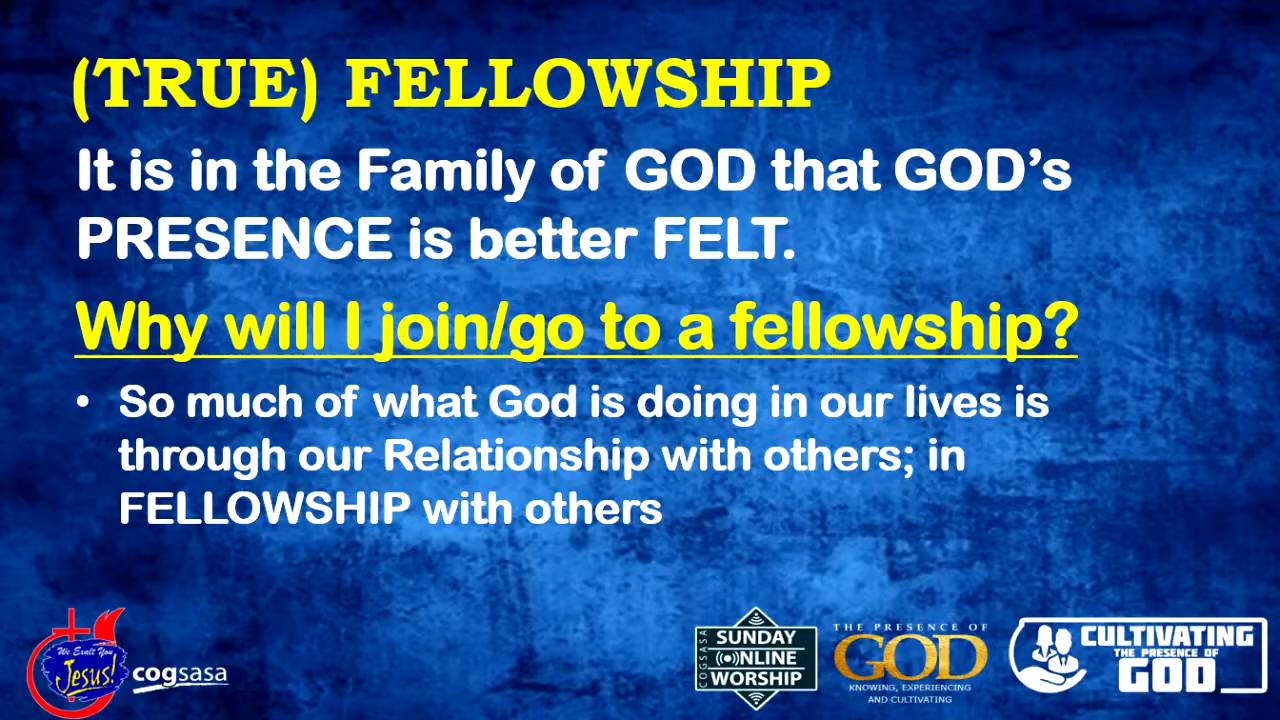 (TRUE) FELLOWSHIP
It is in the Family of GOD that GOD’s
PRESENCE is better FELT.
Why will I join/go to a fellowship?
• So much of what God is doing in our lives is
through our Relationship with others; in
FELLOWSHIP with others
We Exalt You
Jesus!
cogsasa
COGSASA
SUNDAY
ONLINE
WORSHIP
THE PRESENCE OF
GOD
KNOWING, EXPERIENCING
AND CULTIVATING
CULTIVATING
THE PRESENCE OF
GOD